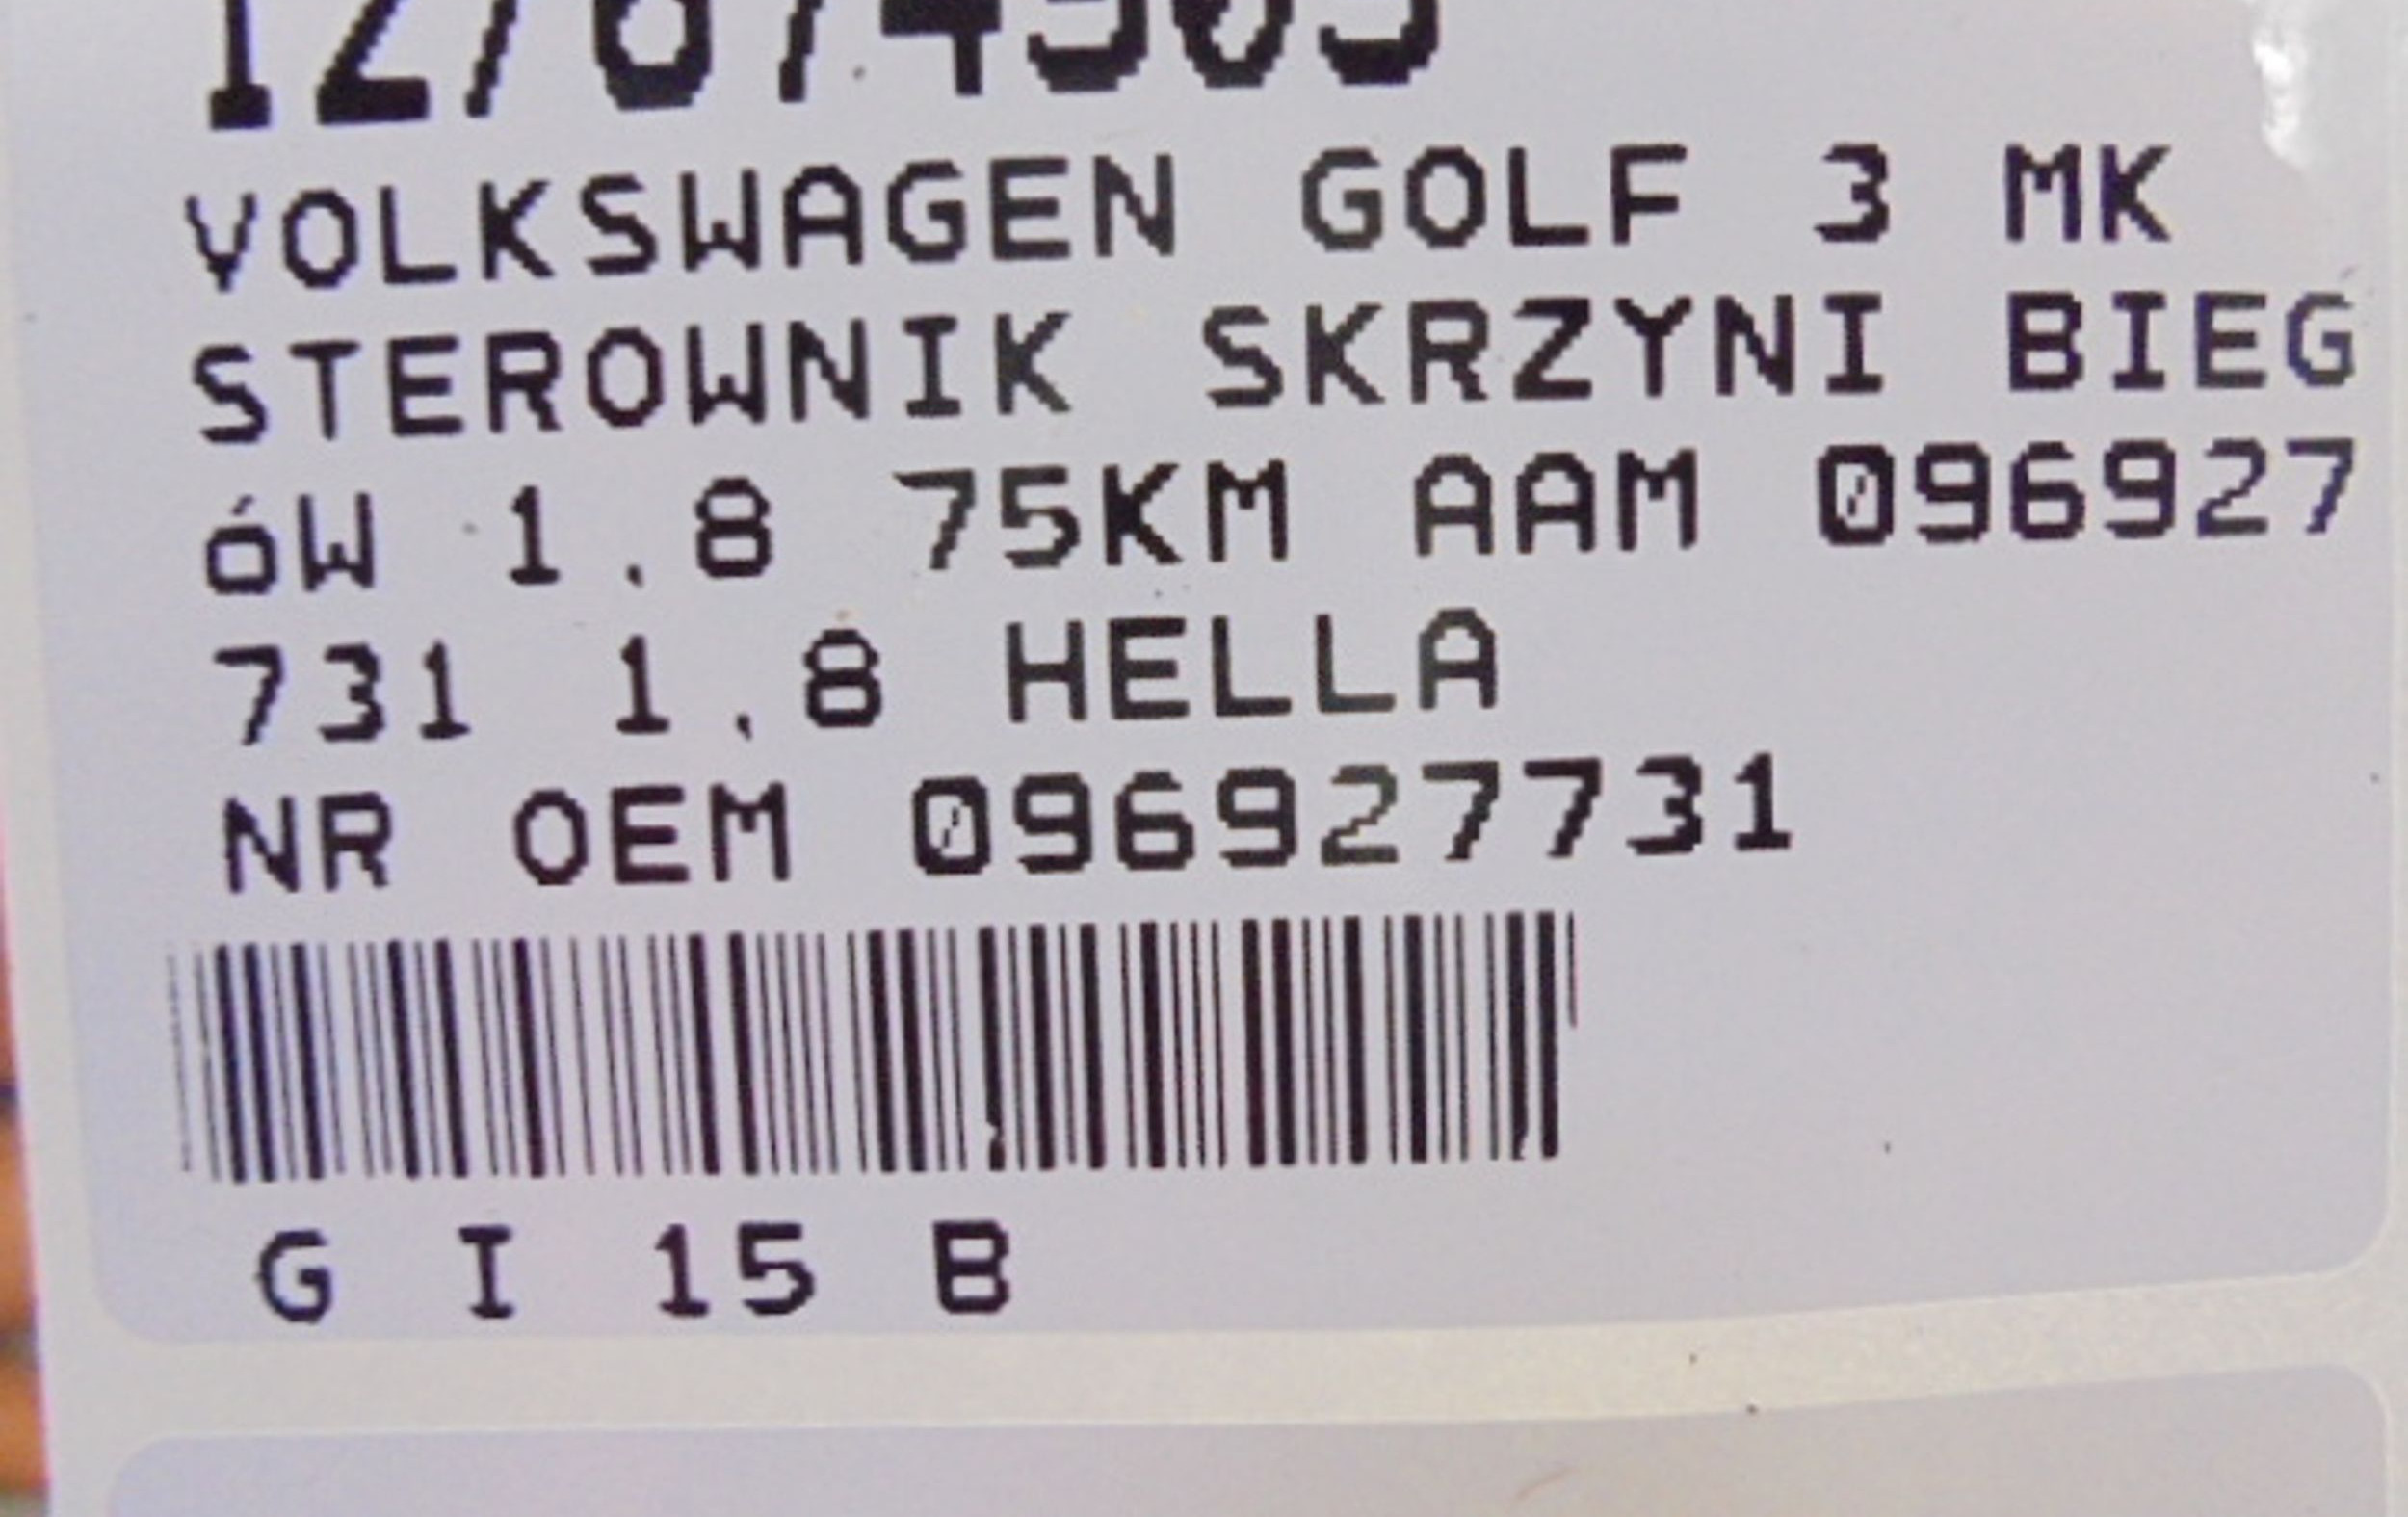 VOLKSWAGEN GOLF 3 MK
STEROWNIK SKRZYNI BIEG
óW 1.8 75KM AAM 096927
731 1.8 HELLA
NR OEM 096927731
G I 15 B